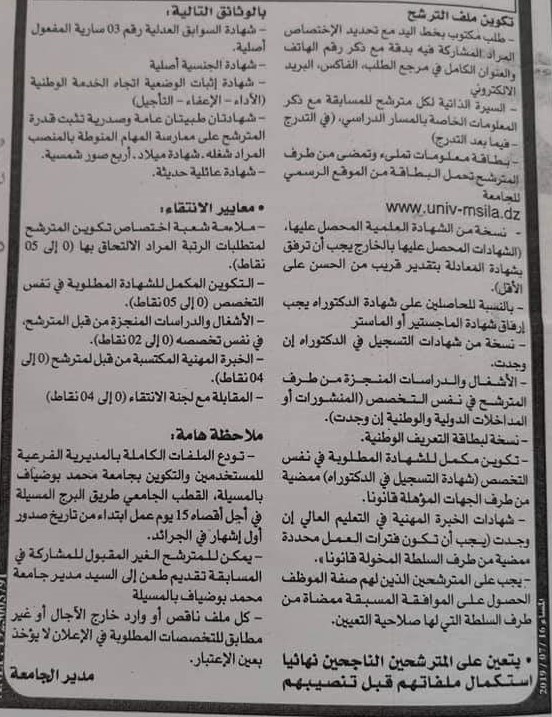 تكوين ملف الترشح
– طلب مكتوب بخط اليد مع تحديد الإختصاص
المراد المشاركة فيه بدقة مع ذكر رقم الهاتف
والعنوان الكامل في مرجع الطلب، الفاكس، البريد
الالكتروني
– السيرة الذاتية لكل مترشح للمسابقة مع ذكر
المعلومات الخاصة بالمسار الدراسي، (في التدرج
– فيما بعد التدرج)
– بطاقة معلومات تملىء وتمضى من طرف
المترشح تحمل البطاقة من الموقع الرسمي
للجامعة
www.univ-msila.dz
– نسخة من الشهادة العلمية المحصل عليها،
(الشهادات المحصل عليها بالخارج يجب أن ترفق
بشهادة المعادلة بتقدير قريب من الحسن على
الأقل).
– بالنسبة للحاصلين على شهادة الدكتوراه يجب
إرفاق شهادة الماجستير أو الماستر
– نسخة من شهادات التسجيل في الدكتوراه إن
وجدت.
– الأشغال والدراسات المنجزة من طرف
المترشح في نفس التخصص (المنشورات أو
المداخلات الدولية والوطنية إن وجدت).
– نسخة لبطاقة التعريف الوطنية.
– تكوين مكمل للشهادة المطلوبة في نفس
التخصص (شهادة التسجيل في الدكتوراه) ممضية
من طرف الجهات المؤهلة قانونا.
– شهادات الخبرة المهنية في التعليم العالي إن
وجدت (يجب أن تكون فترات العمل محددة
ممضية من طرف السلطة المخولة قانونا».
– يجب على المترشحين الذين لهم صفة الموظف
الحصول على الموافقة المسبقة ممضاة من
طرف السلطة التي لها صلاحية التعيين.
• يتعين على المترشحين الناجحين نهائيا
استكمال ملفاتهم قبل تنصيبهم
بالوثائق التالية:
– شهادة السوابق العدلية رقم 03 سارية المفعول
أصلية.
– شهادة الجنسية أصلية
– شهادة إثبات الوضعية اتجاه الخدمة الوطنية
(الأداء – الإعفاء – التأجيل)
– شهادتان طبيتان عامة وصدرية تثبت قدرة
المترشح على ممارسة المهام المنوطة بالمنصب
المراد شغله. شهادة ميلاد. أربع صور شمسية.
– شهادة عائلية حديثة.
• معايير الانتقاء:
– ملاءمة شعبة اختصاص تكوين المترشح
لمتطلبات الرتبة المراد الالتحاق بها (0 إلى 05
نقاط).
– التكوين المكمل للشهادة المطلوبة في نفس
التخصص (0 إلى 05 نقاط).
– الأشغال والدراسات المنجزة من قبل المترشح،
في نفس تخصصه (0 إلى 02 نقاط).
– الخبرة المهنية المكتسبة من قبل لمترشح (0 إلى
04 نقاط).
– المقابلة مع لجنة الانتقاء (0 إلى 04 نقاط)
ملاحظة هامة:
– تودع الملفات الكاملة بالمديرية الفرعية
للمستخدمين والتكوين بجامعة محمد بوضياف
بالمسيلة، القطب الجامعي طريق البرج المسيلة
في أجل أقصاه 15 يوم عمل ابتداء من تاريخ صدور
أول إشهار في الجرائد.
– يمكن للمترشح الغير المقبول للمشاركة في
المسابقة تقديم طعن إلى السيد مدير جامعة
محمد بوضياف بالمسيلة
– كل ملف ناقص أو وارد خارج الآجال أو غير
مطابق للتخصصات المطلوبة في الإعلان لا يؤخذ
بعين الإعتبار.
مدير الجامعة
2019/07/16